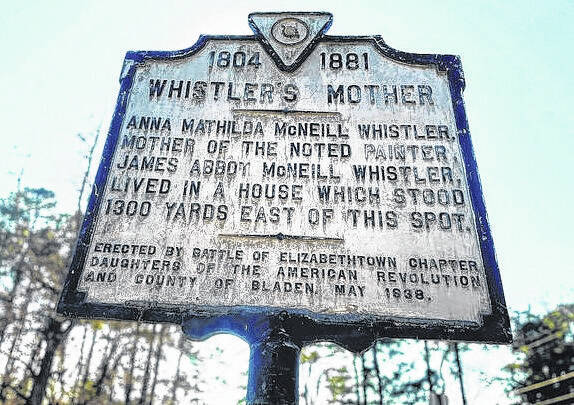 1804 1881
WHISTLER'S MOTHER
ANNA MATHILDA McNEILL WHISTLER,
MOTHER OF THE NOTED PAINTER
JAMES ABBOT McNEILL WHISTLER,
LIVED IN A HOUSE WHICH STOOD
1300 YARDS EAST OF THIS SPOT.
ERECTED BY BATTLE OF ELIZABETHTOWN CHAPTER
DAUGHTERS OF THE AMERICAN REVOLUTION
AND COUNTY OF BLADEN, MAY 1938.